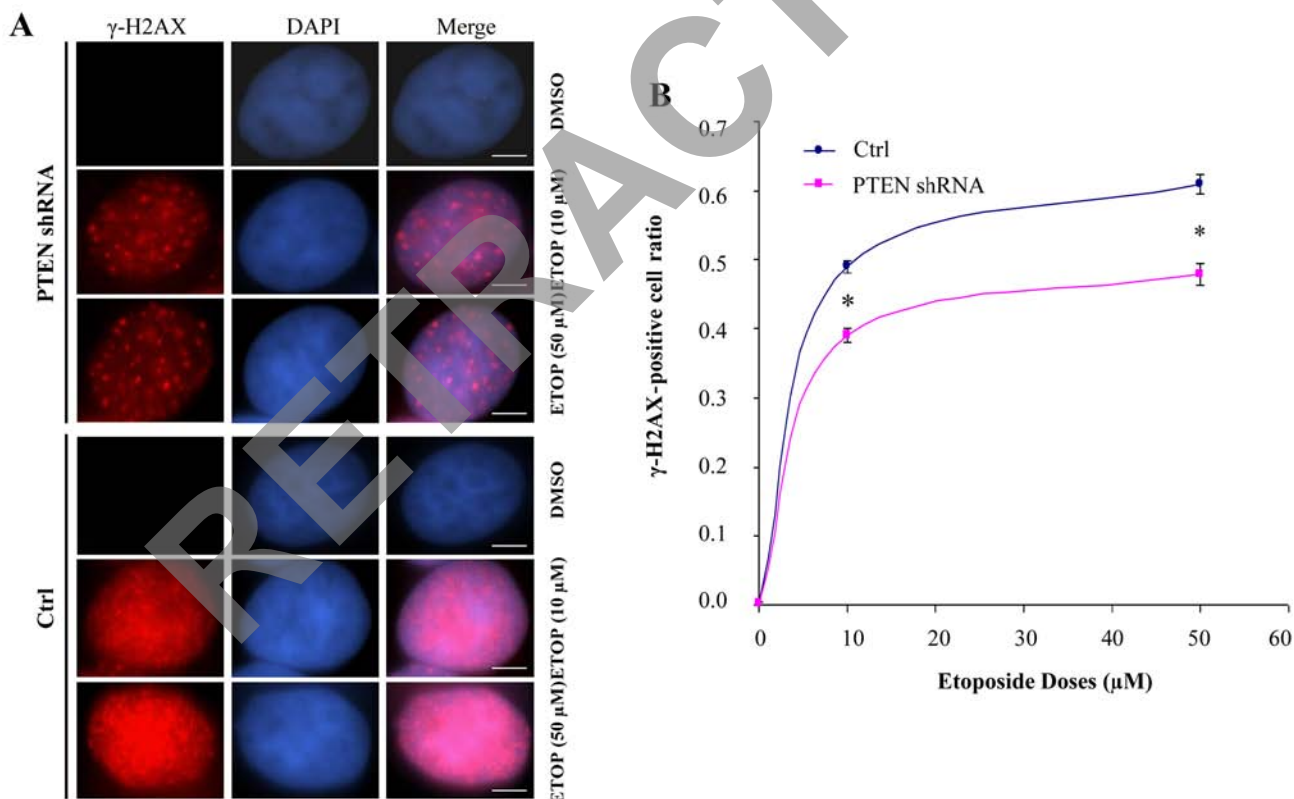 A
γ-H2AX DAPI Merge
PTEN shRNA
DMSO
ETOP (10 μM)
ETOP (50 μM)
Ctrl
DMSO
ETOP (10 μM)
ETOP (50 μM)
B
γ-H2AX-positive cell ratio
0.7
0.6
0.5
0.4
0.3
0.2
0.1
0.0
Ctrl
PTEN shRNA
*
*
0 10 20 30 40 50 60
Etoposide Doses (μM)
RETRACT